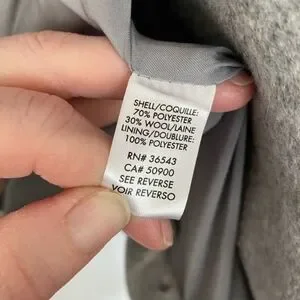 SHELL/COQUILLE:
70% POLYESTER
30% WOOL/LAINE
LINING/DOUBLURE:
100% POLYESTER
RN# 36543
CA# 50900
SEE REVERSE
VOIR REVERSO